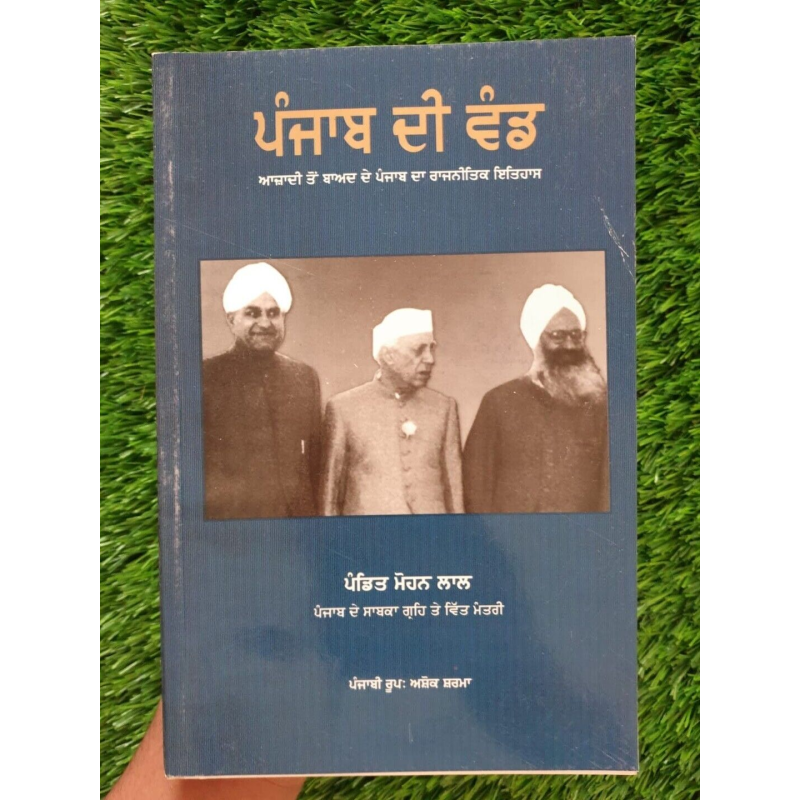 ਪੰਜਾਬ ਦੀ ਵੰਡ
ਆਜ਼ਾਦੀ ਤੋਂ ਬਾਅਦ ਦੇ ਪੰਜਾਬ ਦਾ ਰਾਜਨੀਤਿਕ ਇਤਿਹਾਸ
ਪੰਡਿਤ ਮੋਹਨ ਲਾਲ
ਪੰਜਾਬ ਦੇ ਸਾਬਕਾ ਗ੍ਰਹਿ ਤੇ ਵਿੱਤ ਮੰਤਰੀ
ਪੰਜਾਬੀ ਰੂਪ: ਅਸ਼ੋਕ ਸ਼ਰਮਾ